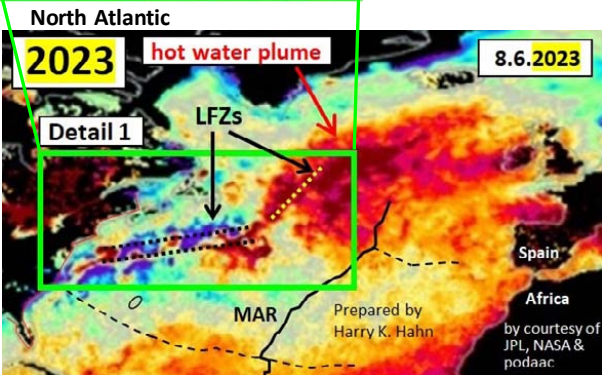 North Atlantic
2023
hot water plume
8.6.2023
LFZs
Detail 1
Spain
Africa
MAR
Prepared by
Harry K. Hahn
by courtesy of
JPL, NASA &
podaac